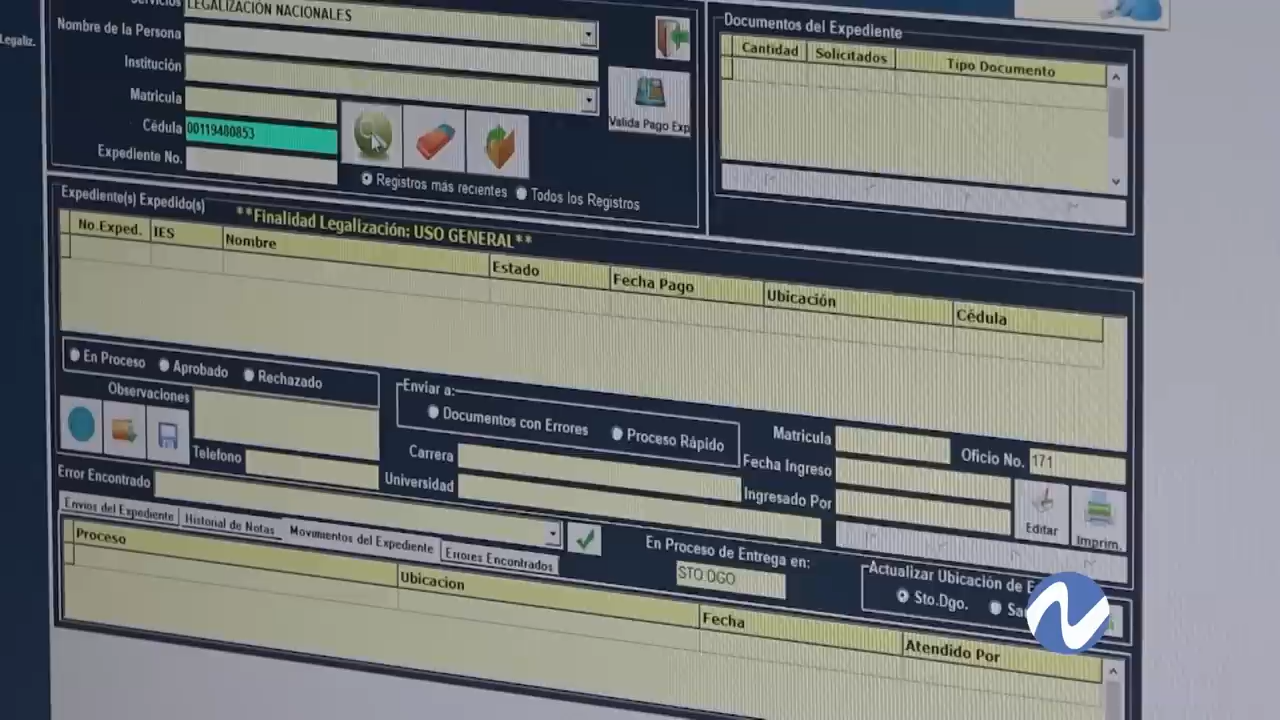 Servicios LEGALIZACIÓN NACIONALES
Legaliz.
Nombre de la Persona
Institución
Matricula
Cédula 00119480853
Expediente No.
Valida Pago Exp
Registros más recientes Todos los Registros
Documentos del Expediente
Cantidad Solicitados Tipo Documento
Expediente(s) Expedido(s) **Finalidad Legalización: USO GENERAL**
No.Exped. IES Nombre Estado Fecha Pago Ubicación Cédula
En Proceso Aprobado Rechazado
Observaciones
Telefono
Enviar a:
Documentos con Errores Proceso Rápido
Carrera
Universidad
Matricula
Oficio No. 171
Fecha Ingreso
Ingresado Por
Editar
Imprim.
Error Encontrado
Envios del Expediente Historial de Notas Movimientos del Expediente Errores Encontrados
En Proceso de Entrega en:
STO.DGO
Actualizar Ubicación de E
Sto.Dgo. Sa
Proceso Ubicacion Fecha Atendido Por